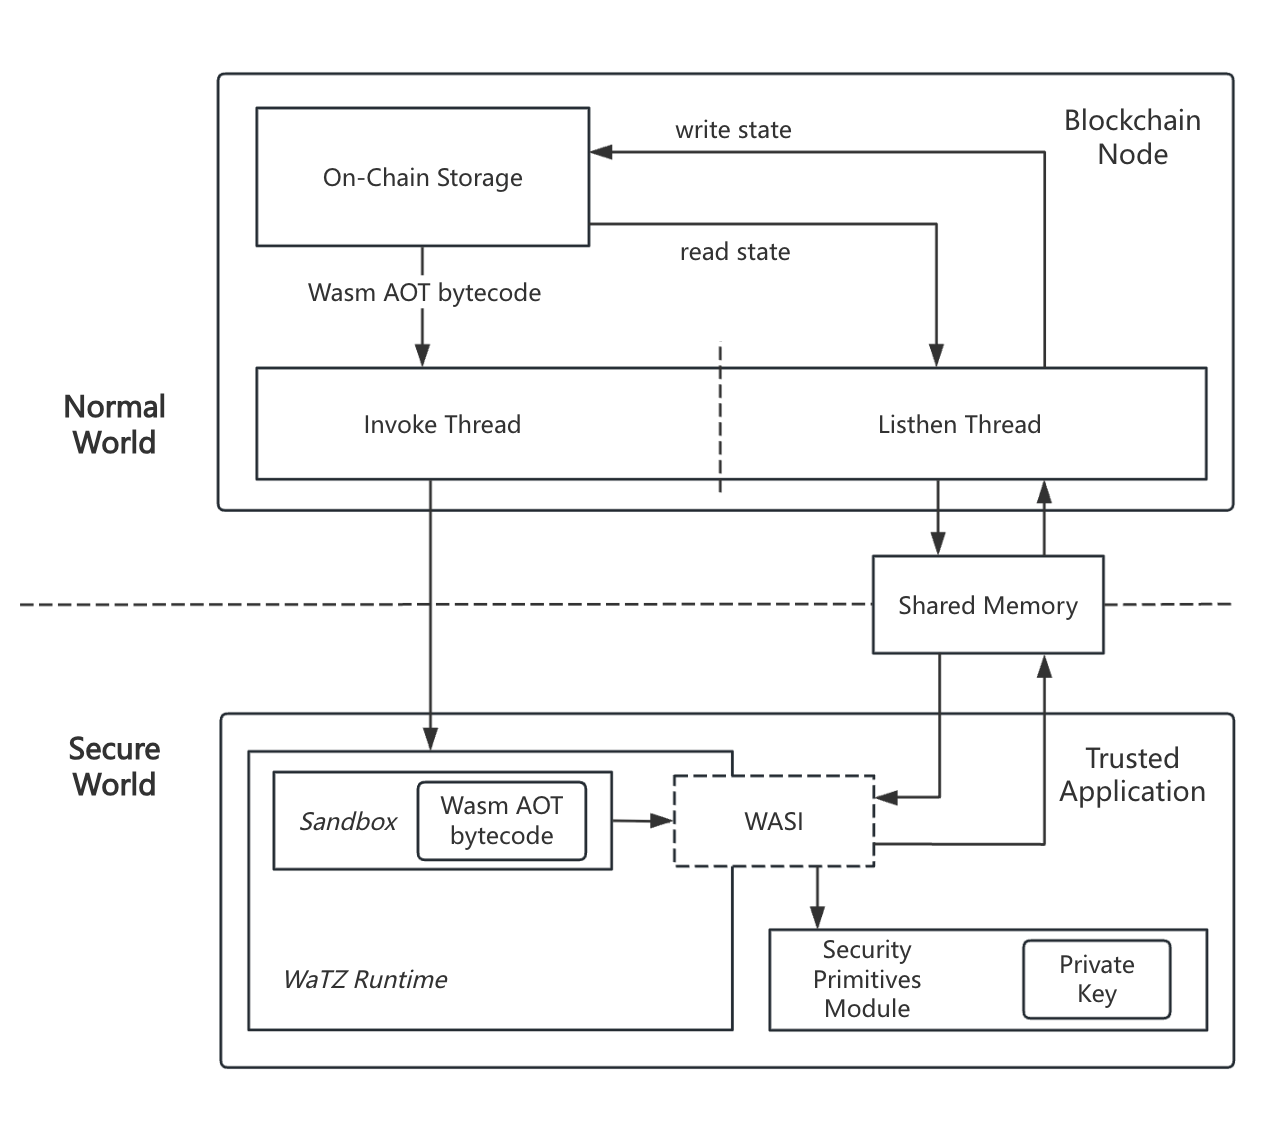 Blockchain
Node
write state
On-Chain Storage
read state
Wasm AOT bytecode
Normal
World
Invoke Thread
Listhen Thread
Shared Memory
Secure
World
Trusted
Application
Sandbox
Wasm AOT
bytecode
WASI
WaTZ Runtime
Security
Primitives
Module
Private
Key